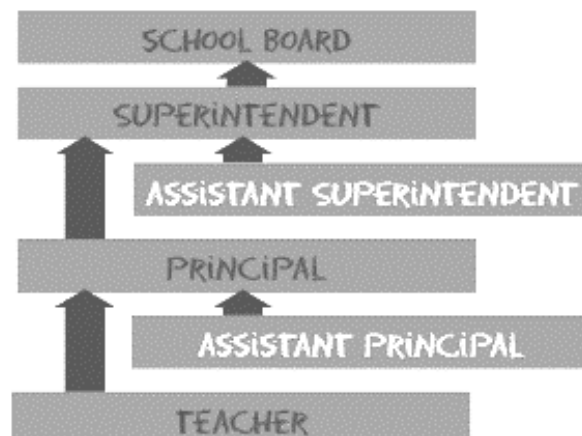 SCHOOL BOARD
SUPERiNTENDENT
ASSiSTANT SUPERiNTENDENT
PRiNCiPAL
ASSiSTANT PRiNCiPAL
TEACHER